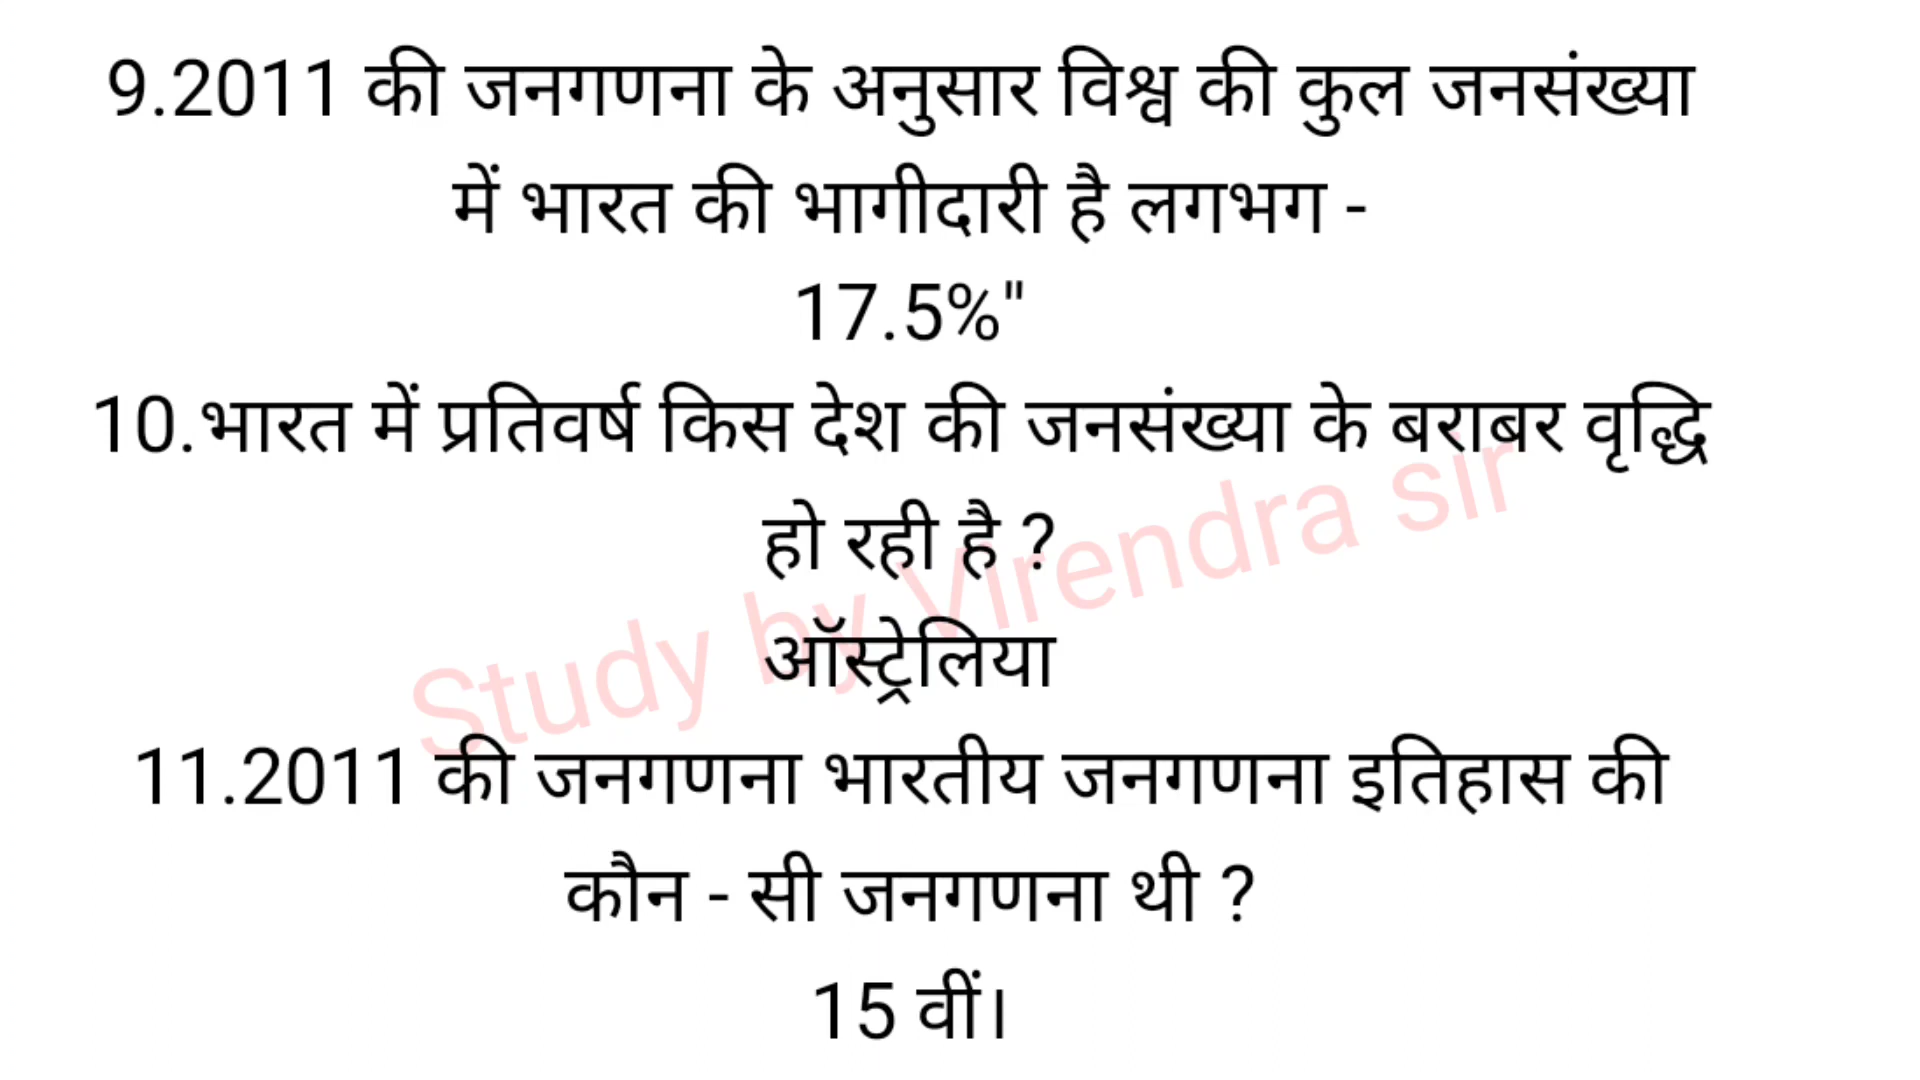 9.2011 की जनगणना के अनुसार विश्व की कुल जनसंख्या
में भारत की भागीदारी है लगभग -
17.5%"
10.भारत में प्रतिवर्ष किस देश की जनसंख्या के बराबर वृद्धि
हो रही है ?
ऑस्ट्रेलिया
Study by Virendra sir
11.2011 की जनगणना भारतीय जनगणना इतिहास की
कौन - सी जनगणना थी ?
15 वीं।